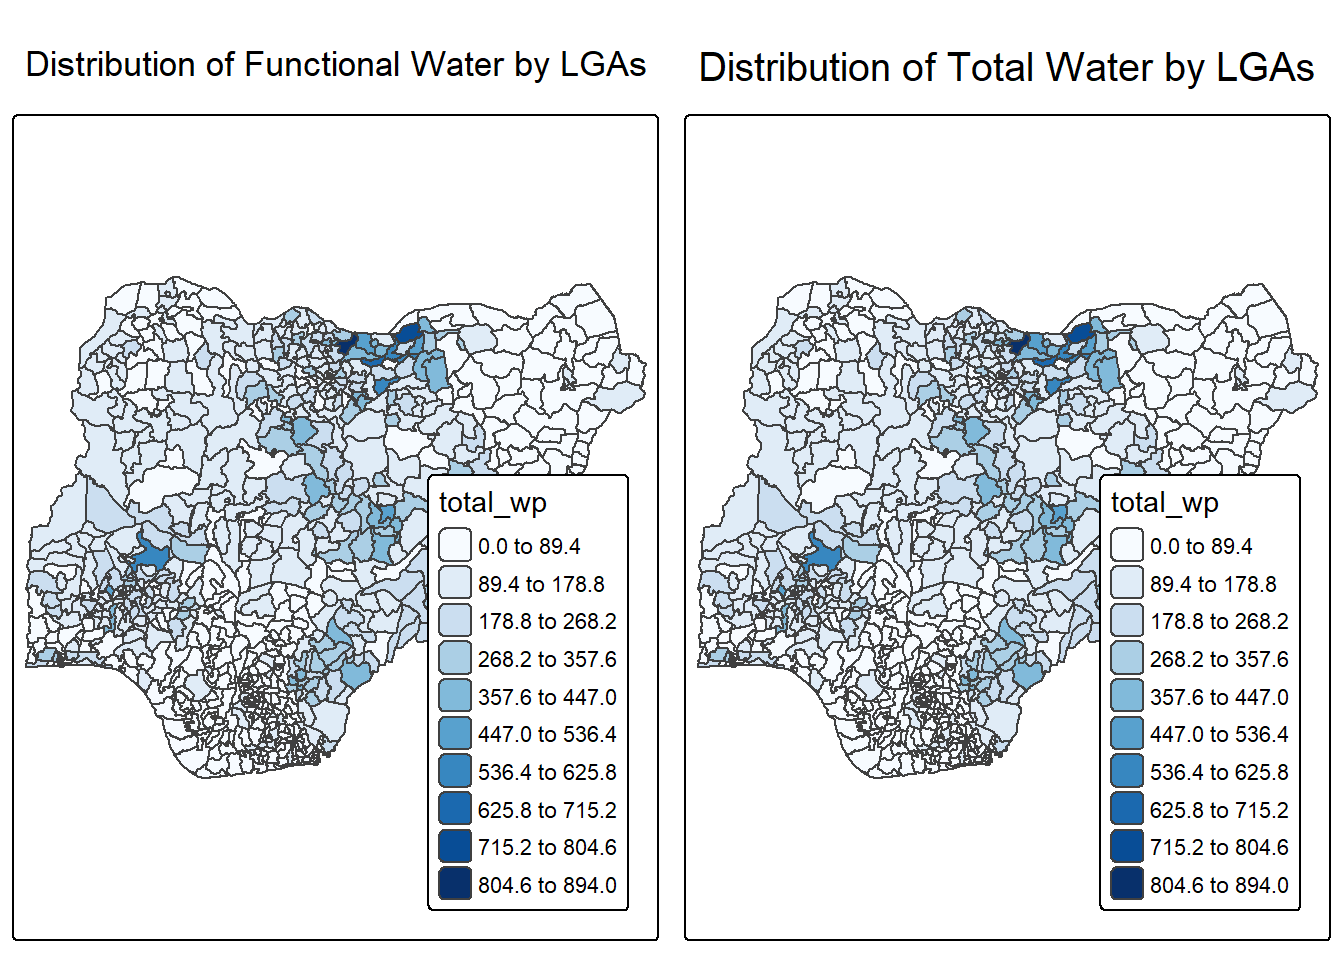 Distribution of Functional Water by LGAs
total_wp
0.0 to 89.4
89.4 to 178.8
178.8 to 268.2
268.2 to 357.6
357.6 to 447.0
447.0 to 536.4
536.4 to 625.8
625.8 to 715.2
715.2 to 804.6
804.6 to 894.0
Distribution of Total Water by LGAs
total_wp
0.0 to 89.4
89.4 to 178.8
178.8 to 268.2
268.2 to 357.6
357.6 to 447.0
447.0 to 536.4
536.4 to 625.8
625.8 to 715.2
715.2 to 804.6
804.6 to 894.0